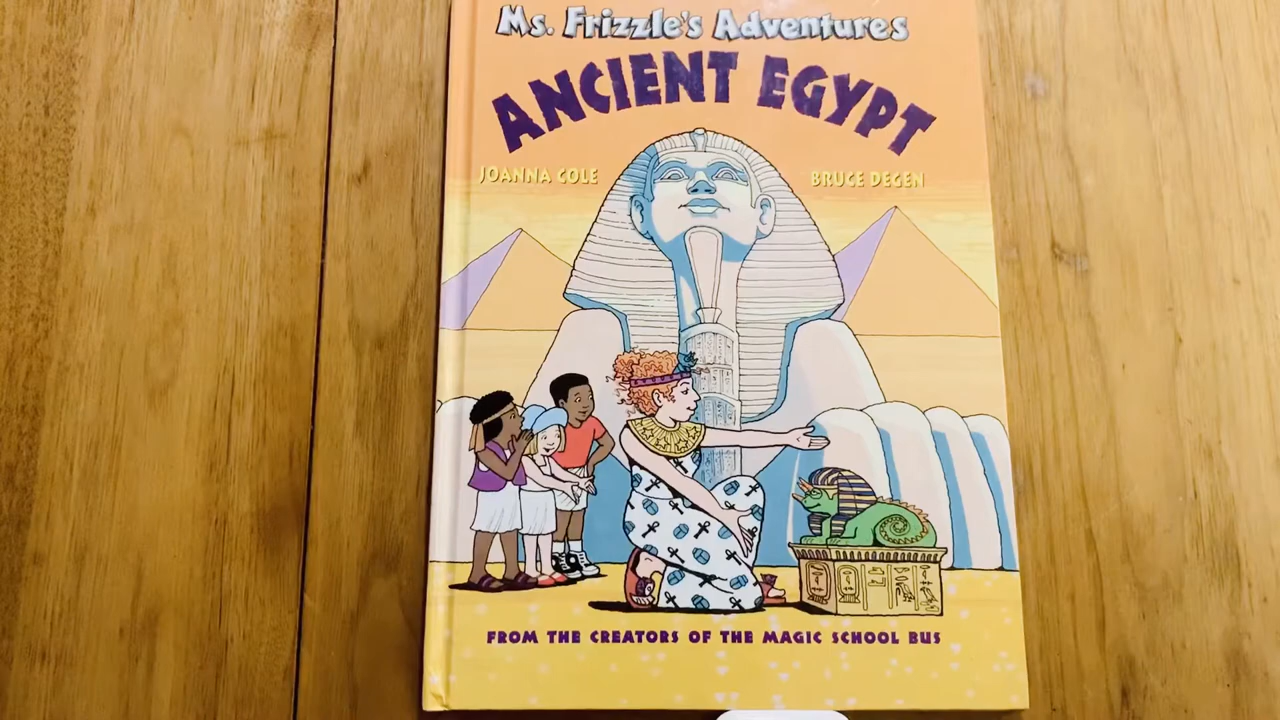 Ms. Frizzle's Adventures
ANCIENT EGYPT
JOANNA COLE
BRUCE DEGEN
FROM THE CREATORS OF THE MAGIC SCHOOL BUS